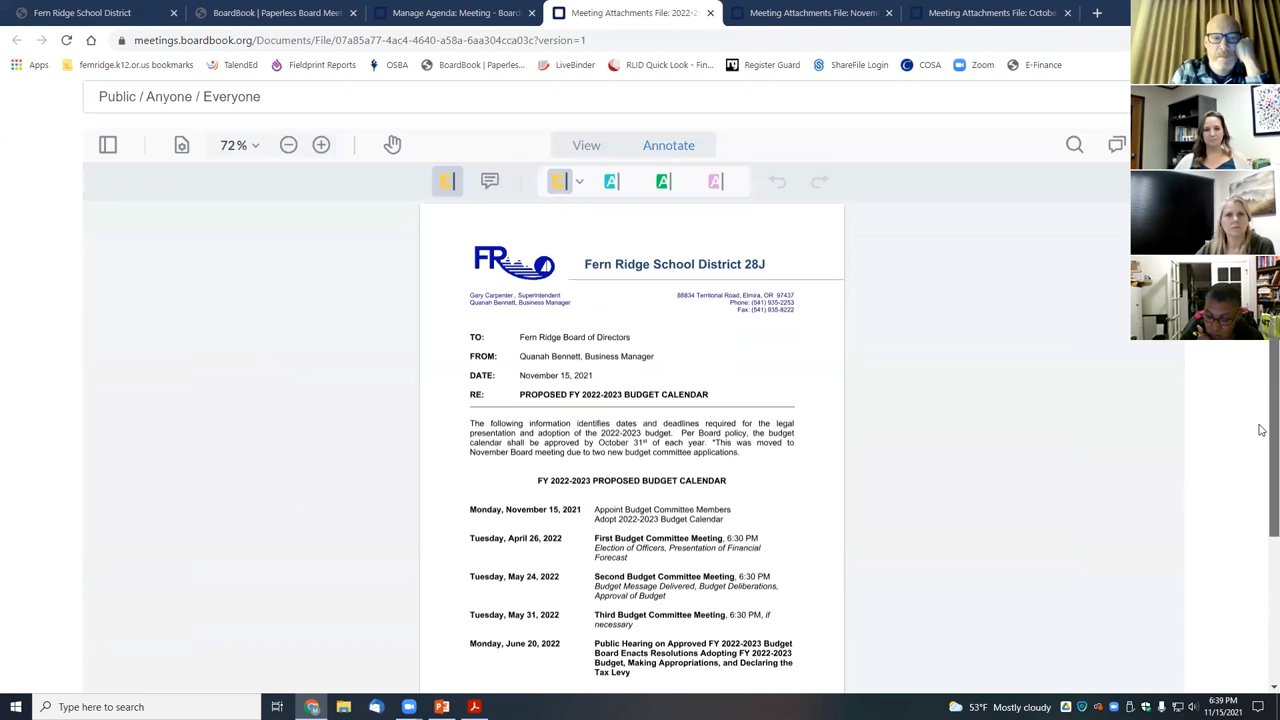 Meeting Attachments File: Octob
Board
Manage Agenda Items
Meeting Attachments File: 2022-2
Meeting Attachments File: Novem
Meeting Attachments File: Cuba
meetings.boardbook.org/Documents/File/07a85a77-4ac4-4640-a58a-6aa304cca03c?version=1
Apps
fernridge.k12.or.us bookmarks
TalentEd
Fieldprint Reports
OSBA
BoardBook | Paperles...
LiveBinder
RLID Quick Look - Fin...
Register Guard
ShareFile Login
COSA
Zoom
E-Finance
Public / Anyone / Everyone
72%
View
Annotate
FR
Fern Ridge School District 28J
Gary Carpenter., Superintendent
Quanah Bennett, Business Manager
88834 Territorial Road, Elmira, OR 97437
Phone: (541) 935-2253
Fax: (541) 935-8222
TO: Fern Ridge Board of Directors
FROM: Quanah Bennett, Business Manager
DATE: November 15, 2021
RE: PROPOSED FY 2022-2023 BUDGET CALENDAR
The following information identifies dates and deadlines required for the legal
presentation and adoption of the 2022-2023 budget. Per Board policy, the budget
calendar shall be approved by October 31st of each year. *This was moved to
November Board meeting due to two new budget committee applications.
FY 2022-2023 PROPOSED BUDGET CALENDAR
Monday, November 15, 2021 Appoint Budget Committee Members
Adopt 2022-2023 Budget Calendar
Tuesday, April 26, 2022 First Budget Committee Meeting, 6:30 PM
Election of Officers, Presentation of Financial
Forecast
Tuesday, May 24, 2022 Second Budget Committee Meeting, 6:30 PM
Budget Message Delivered, Budget Deliberations,
Approval of Budget
Tuesday, May 31, 2022 Third Budget Committee Meeting, 6:30 PM, if
necessary
Monday, June 20, 2022 Public Hearing on Approved FY 2022-2023 Budget
Board Enacts Resolutions Adopting FY 2022-2023
Budget, Making Appropriations, and Declaring the
Tax Levy
Type here to search
53°F Mostly cloudy
6:39 PM
11/15/2021